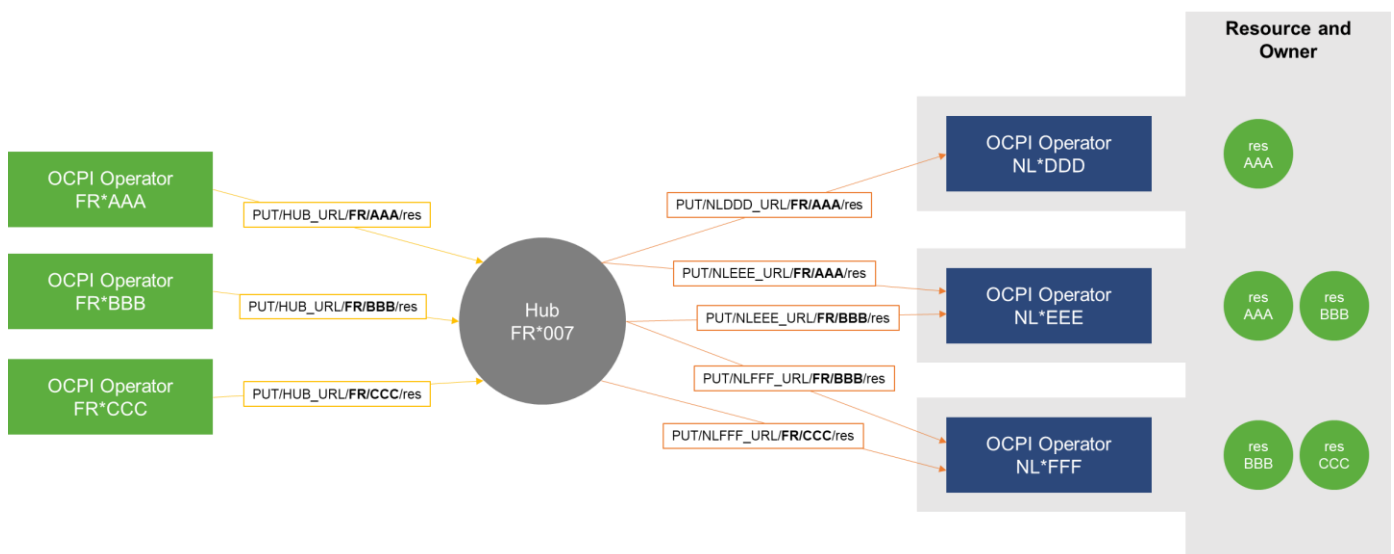 Resource and
Owner
OCPI Operator
NL*DDD
res
AAA
OCPI Operator
FR*AAA
PUT/HUB_URL/FR/AAA/res
PUT/NLDDD_URL/FR/AAA/res
OCPI Operator
FR*BBB
PUT/HUB_URL/FR/BBB/res
Hub
FR*007
PUT/NLEEE_URL/FR/AAA/res
PUT/NLEEE_URL/FR/BBB/res
OCPI Operator
NL*EEE
res
AAA
res
BBB
OCPI Operator
FR*CCC
PUT/HUB_URL/FR/CCC/res
PUT/NLFFF_URL/FR/BBB/res
PUT/NLFFF_URL/FR/CCC/res
OCPI Operator
NL*FFF
res
BBB
res
CCC